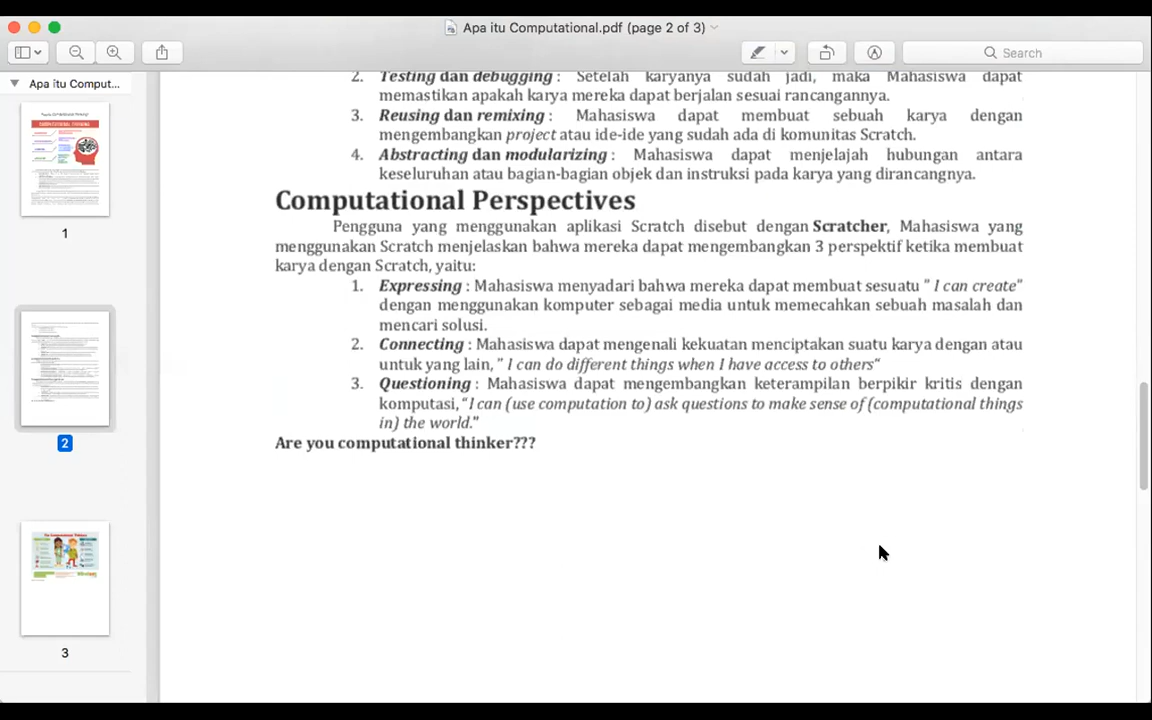 Apa itu Computational.pdf (page 2 of 3)
Search
Apa itu Comput...
1
2
3
2. Testing dan debugging : Setelah karyanya sudah jadi, maka Mahasiswa dapat
memastikan apakah karya mereka dapat berjalan sesuai rancangannya.
3. Reusing dan remixing : Mahasiswa dapat membuat sebuah karya dengan
mengembangkan project atau ide-ide yang sudah ada di komunitas Scratch.
4. Abstracting dan modularizing : Mahasiswa dapat menjelajah hubungan antara
keseluruhan atau bagian-bagian objek dan instruksi pada karya yang dirancangnya.
Computational Perspectives
Pengguna yang menggunakan aplikasi Scratch disebut dengan Scratcher, Mahasiswa yang
menggunakan Scratch menjelaskan bahwa mereka dapat mengembangkan 3 perspektif ketika membuat
karya dengan Scratch, yaitu:
1. Expressing : Mahasiswa menyadari bahwa mereka dapat membuat sesuatu " I can create"
dengan menggunakan komputer sebagai media untuk memecahkan sebuah masalah dan
mencari solusi.
2. Connecting : Mahasiswa dapat mengenali kekuatan menciptakan suatu karya dengan atau
untuk yang lain, " I can do different things when I have access to others"
3. Questioning : Mahasiswa dapat mengembangkan keterampilan berpikir kritis dengan
komputasi, "I can (use computation to) ask questions to make sense of (computational things
in) the world."
Are you computational thinker???